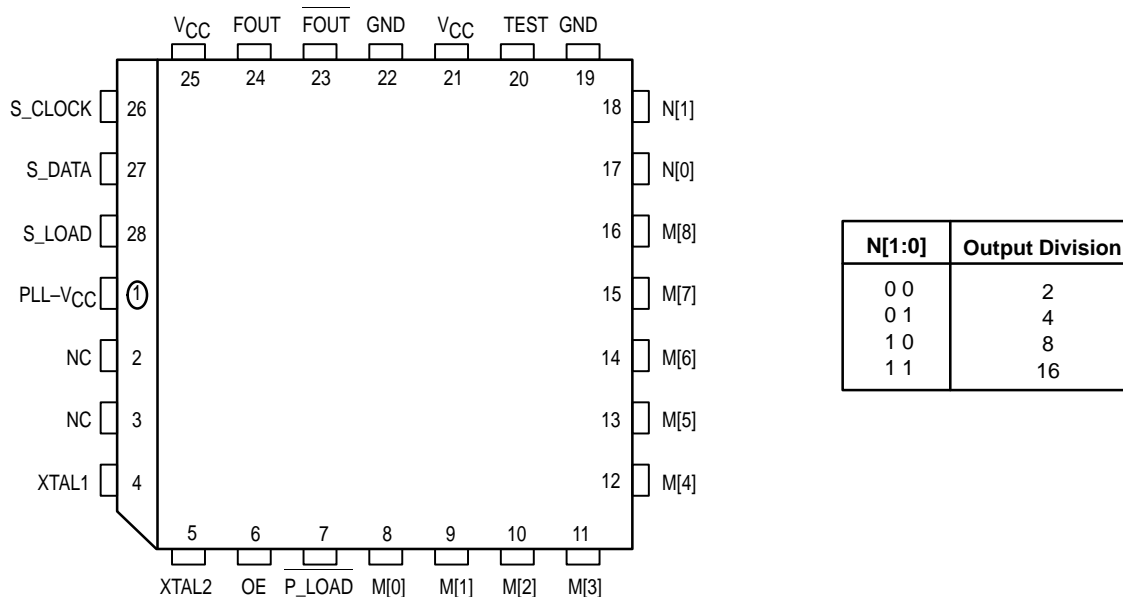 VCC FOUT FOUT GND VCC TEST GND
25 24 23 22 21 20 19
S_CLOCK 26 18 N[1]
S_DATA 27 17 N[0]
S_LOAD 28 16 M[8]
PLL–VCC 1 15 M[7]
NC 2 14 M[6]
NC 3 13 M[5]
XTAL1 4 12 M[4]
5 6 7 8 9 10 11
XTAL2 OE P_LOAD M[0] M[1] M[2] M[3]
N[1:0] Output Division
0 0 2
0 1 4
1 0 8
1 1 16